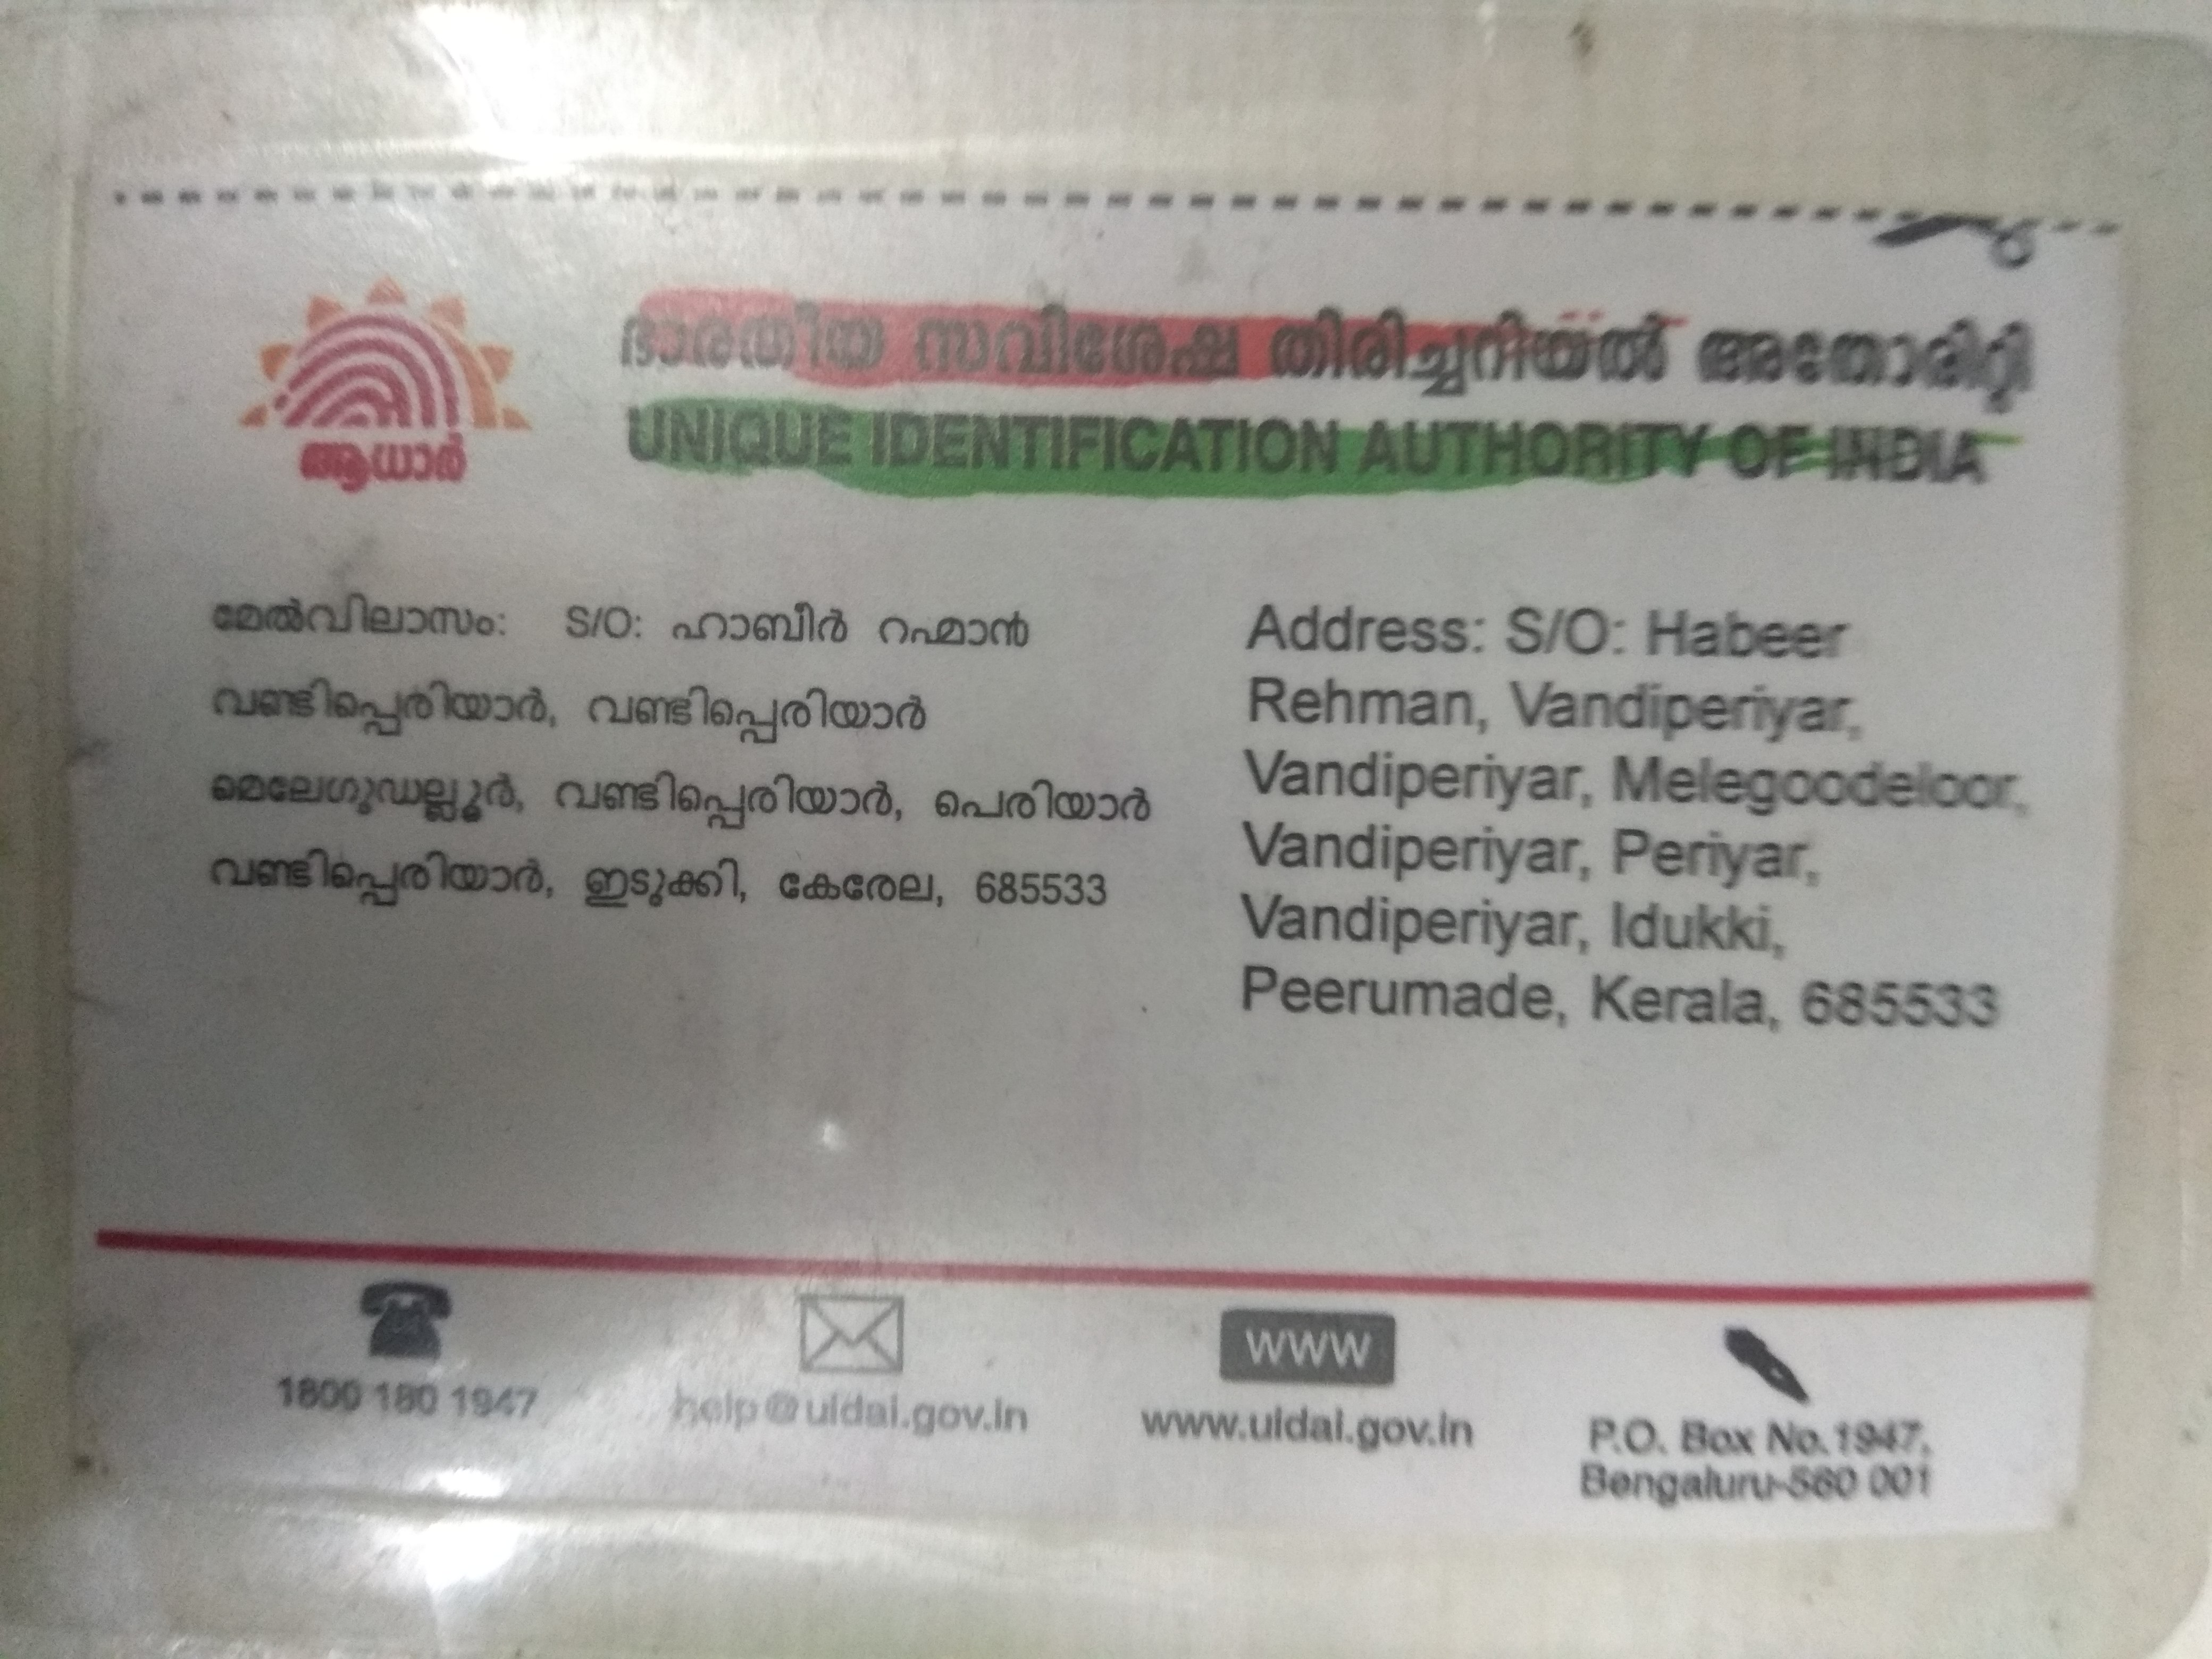 ഭാരതീയ സവിശേഷ തിരിച്ചറിയൽ അതോരിറ്റി
UNIQUE IDENTIFICATION AUTHORITY OF INDIA
ആധാർ
മേൽവിലാസം: S/O: ഹാബീർ റഹ്മാൻ
വണ്ടിപ്പെരിയാർ, വണ്ടിപ്പെരിയാർ
മെലേഗുഡല്ലൂർ, വണ്ടിപ്പെരിയാർ, പെരിയാർ
വണ്ടിപ്പെരിയാർ, ഇടുക്കി, കേരേല, 685533
Address: S/O: Habeer
Rehman, Vandiperiyar,
Vandiperiyar, Melegoodeloor,
Vandiperiyar, Periyar,
Vandiperiyar, Idukki,
Peerumade, Kerala, 685533
1800 180 1947
help@uidai.gov.in
WWW
www.uidai.gov.in
P.O. Box No.1947,
Bengaluru-560 001